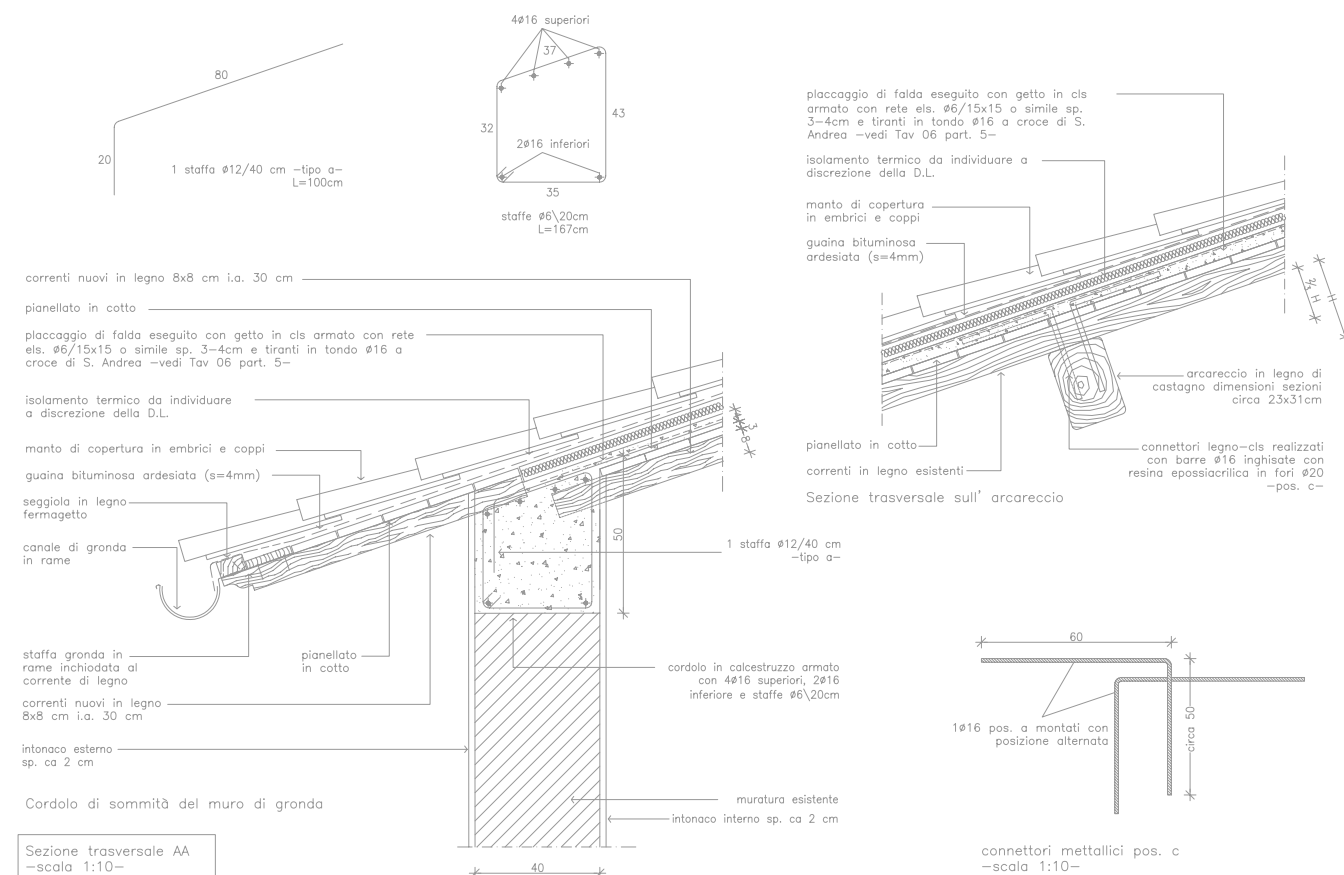 4ø16 superiori
37
80
43
32
20
2ø16 inferiori
1 staffa ø12/40 cm -tipo a-
L=100cm
35
staffe ø6\20cm
L=167cm
correnti nuovi in legno 8x8 cm i.a. 30 cm
pianellato in cotto
placcaggio di falda eseguito con getto in cls armato con rete
els. ø6/15x15 o simile sp. 3-4cm e tiranti in tondo ø16 a
croce di S. Andrea -vedi Tav 06 part. 5-
isolamento termico da individuare
a discrezione della D.L.
manto di copertura in embrici e coppi
guaina bituminosa ardesiata (s=4mm)
seggiola in legno
fermagetto
canale di gronda
in rame
staffa gronda in
rame inchiodata al
corrente di legno
pianellato
in cotto
correnti nuovi in legno
8x8 cm i.a. 30 cm
intonaco esterno
sp. ca 2 cm
3
8
50
1 staffa ø12/40 cm
-tipo a-
cordolo in calcestruzzo armato
con 4ø16 superiori, 2ø16
inferiore e staffe ø6\20cm
muratura esistente
intonaco interno sp. ca 2 cm
40
Cordolo di sommità del muro di gronda
Sezione trasversale AA
-scala 1:10-
placcaggio di falda eseguito con getto in cls
armato con rete els. ø6/15x15 o simile sp.
3-4cm e tiranti in tondo ø16 a croce di S.
Andrea -vedi Tav 06 part. 5-
isolamento termico da individuare a
discrezione della D.L.
manto di copertura
in embrici e coppi
guaina bituminosa
ardesiata (s=4mm)
H
⅔ H
arcareccio in legno di
castagno dimensioni sezioni
circa 23x31cm
pianellato in cotto
correnti in legno esistenti
connettori legno-cls realizzati
con barre ø16 inghisate con
resina epossiacrilica in fori ø20
-pos. c-
Sezione trasversale sull' arcareccio
60
circa 50
1ø16 pos. a montati con
posizione alternata
connettori mettallici pos. c
-scala 1:10-